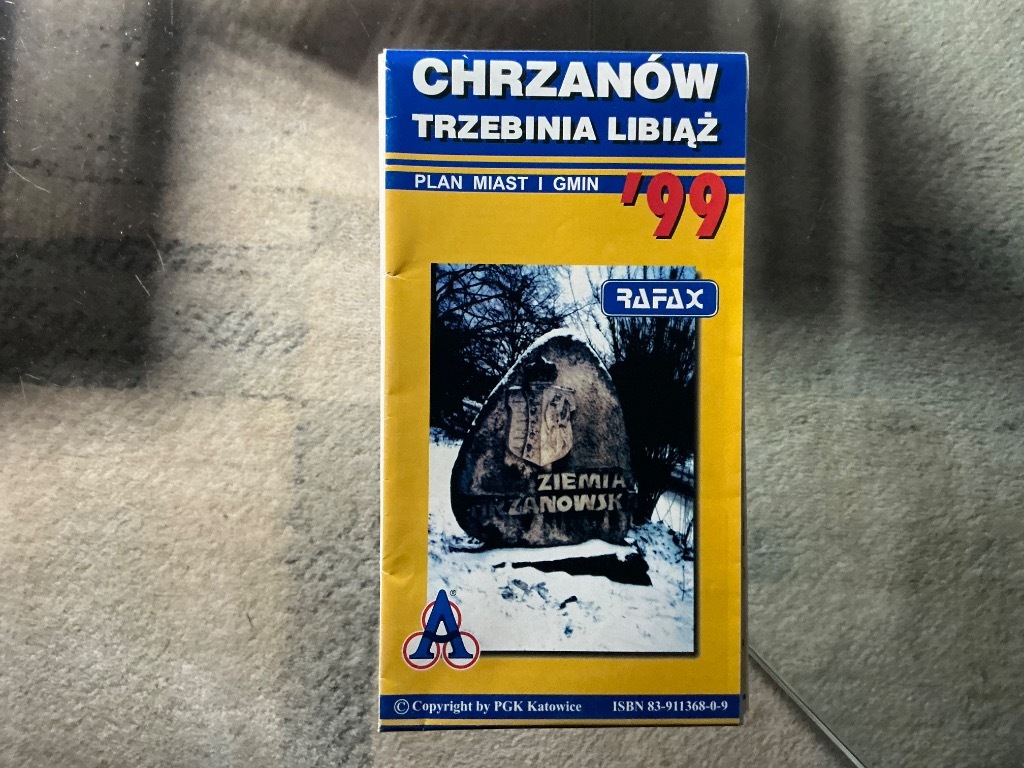 CHRZANÓW
TRZEBINIA LIBIĄŻ
PLAN MIAST I GMIN '99
RAFAX
ZIEMIA
RZANOWSK
A®
© Copyright by PGK Katowice ISBN 83-911368-0-9